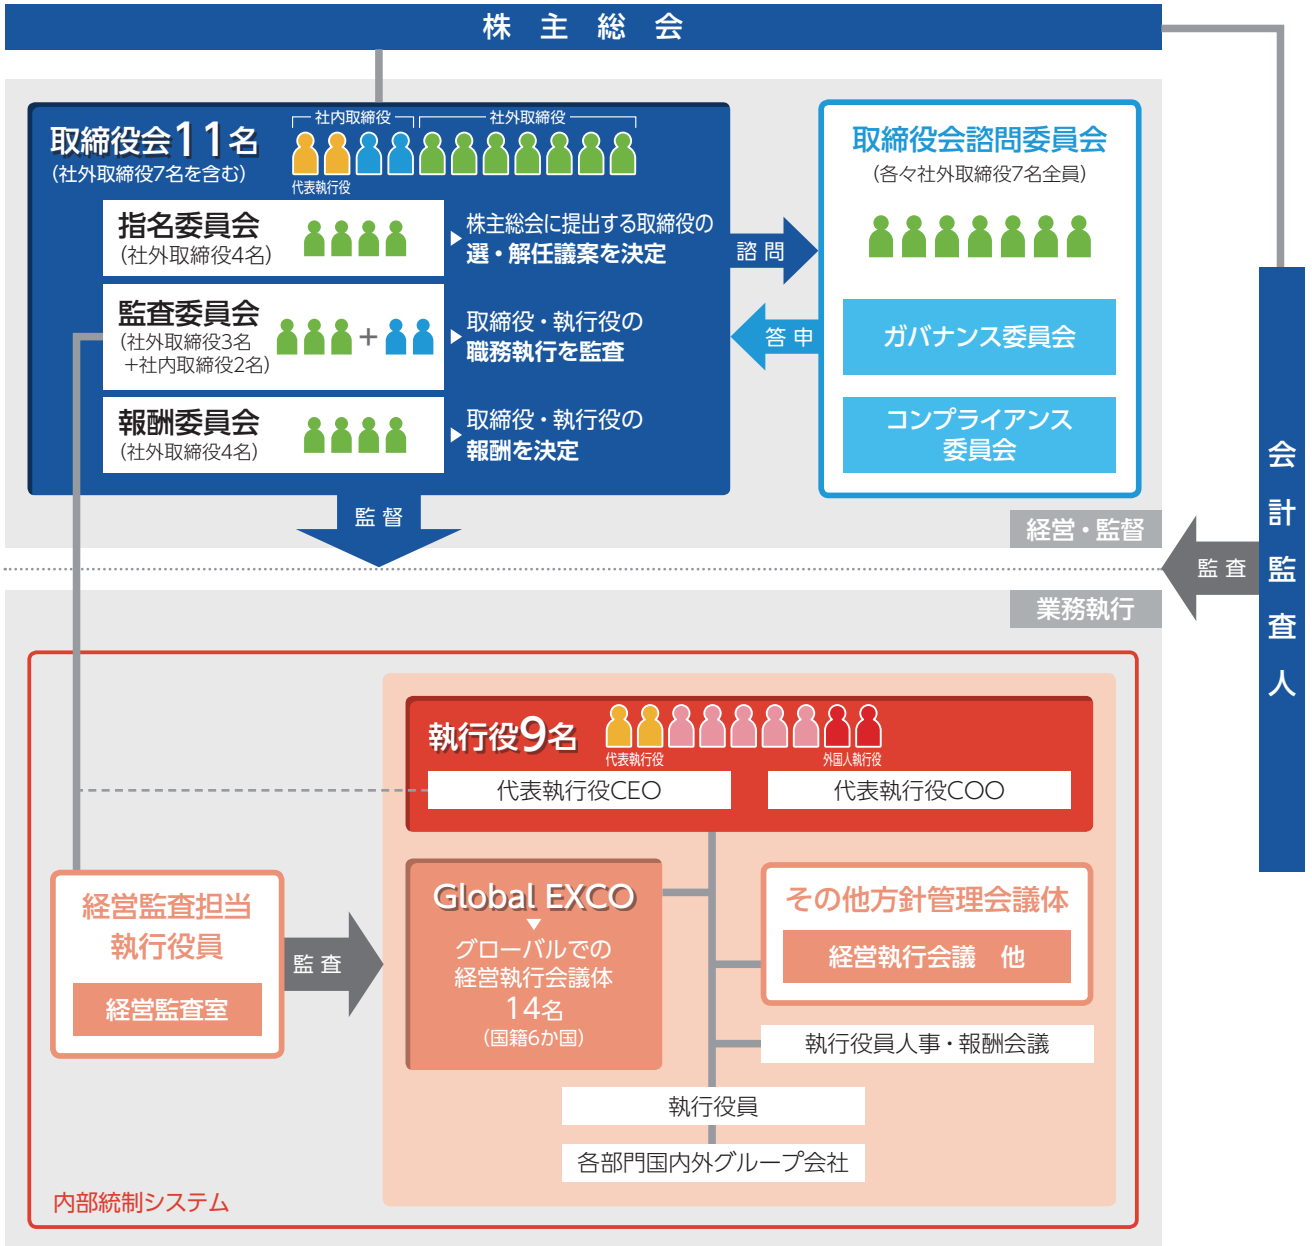 株主総会
取締役会11名
(社外取締役7名を含む)
社内取締役
社外取締役
代表執行役
指名委員会
(社外取締役4名)
株主総会に提出する取締役の
選・解任議案を決定
監査委員会
(社外取締役3名
+社内取締役2名)
+
取締役・執行役の
職務執行を監査
報酬委員会
(社外取締役4名)
取締役・執行役の
報酬を決定
諮問
答申
取締役会諮問委員会
(各々社外取締役7名全員)
ガバナンス委員会
コンプライアンス
委員会
監督
経営・監督
会計監査人
監査
業務執行
執行役9名
代表執行役
外国人執行役
代表執行役CEO
代表執行役COO
経営監査担当
執行役員
経営監査室
監査
Global EXCO
グローバルでの
経営執行会議体
14名
(国籍6か国)
その他方針管理会議体
経営執行会議 他
執行役員人事・報酬会議
執行役員
各部門国内外グループ会社
内部統制システム